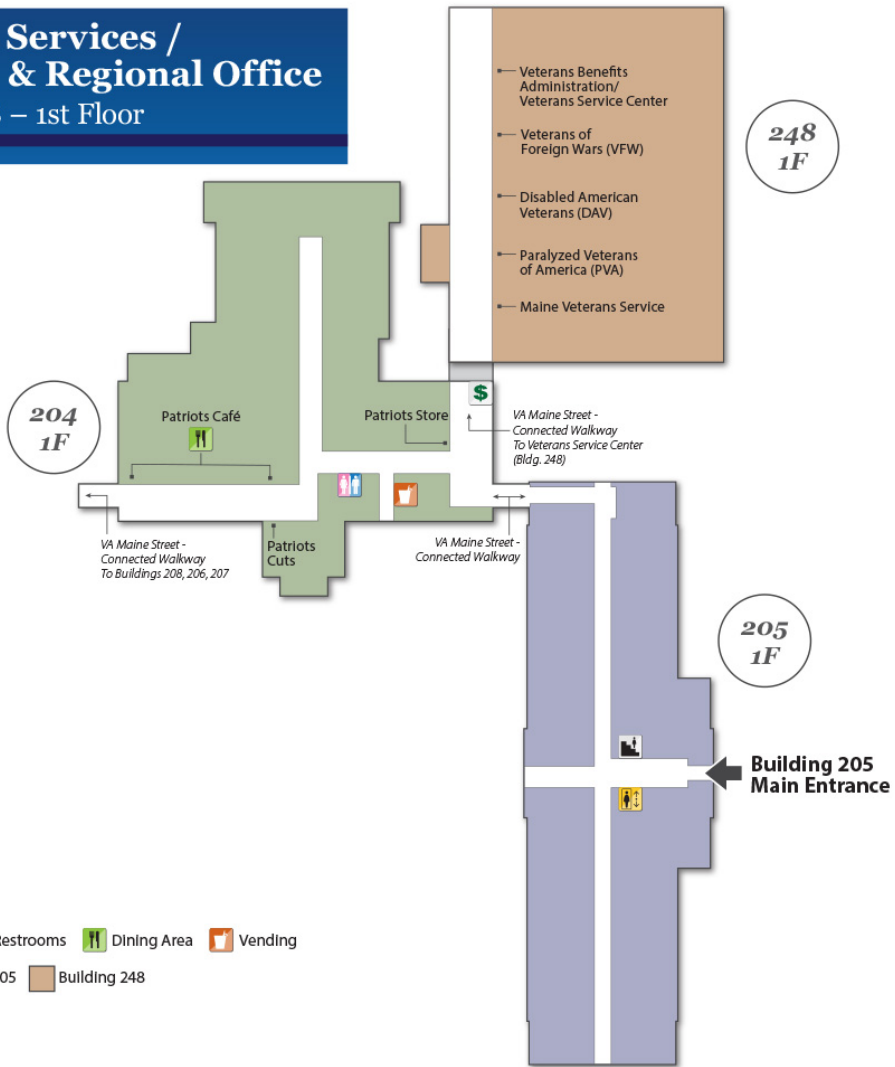 Services /
& Regional Office
– 1st Floor
Veterans Benefits
Administration/
Veterans Service Center
Veterans of
Foreign Wars (VFW)
Disabled American
Veterans (DAV)
Paralyzed Veterans
of America (PVA)
Maine Veterans Service
248
1F
204
1F
Patriots Café
Patriots Store
$
VA Maine Street -
Connected Walkway
To Veterans Service Center
(Bldg. 248)
VA Maine Street -
Connected Walkway
To Buildings 208, 206, 207
Patriots
Cuts
VA Maine Street -
Connected Walkway
205
1F
Building 205
Main Entrance
Restrooms Dining Area Vending
05 Building 248